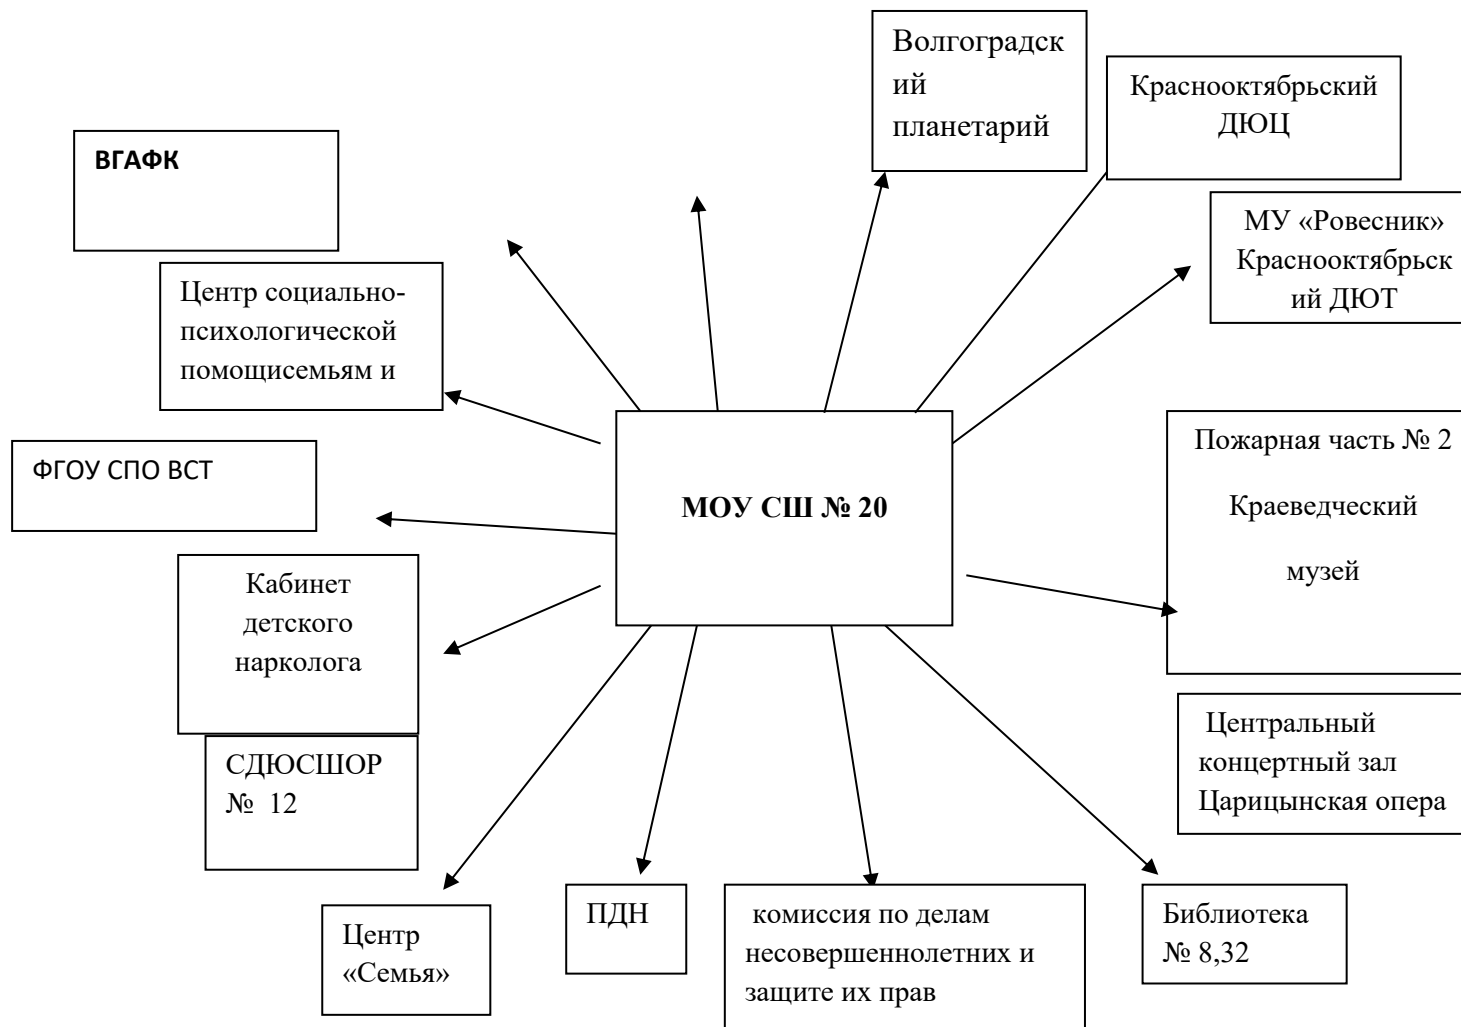 Волгоградск
ий
планетарий
Краснооктябрьский
ДЮЦ
ВГАФК
МУ «Ровесник»
Краснооктябрьск
ий ДЮТ
Центр социально-
психологической
помощисемьям и
ФГОУ СПО ВСТ
МОУ СШ № 20
Пожарная часть № 2
Краеведческий
музей
Кабинет
детского
нарколога
СДЮСШОР
№ 12
Центральный
концертный зал
Царицынская опера
Центр
«Семья»
ПДН
комиссия по делам
несовершеннолетних и
защите их прав
Библиотека
№ 8,32